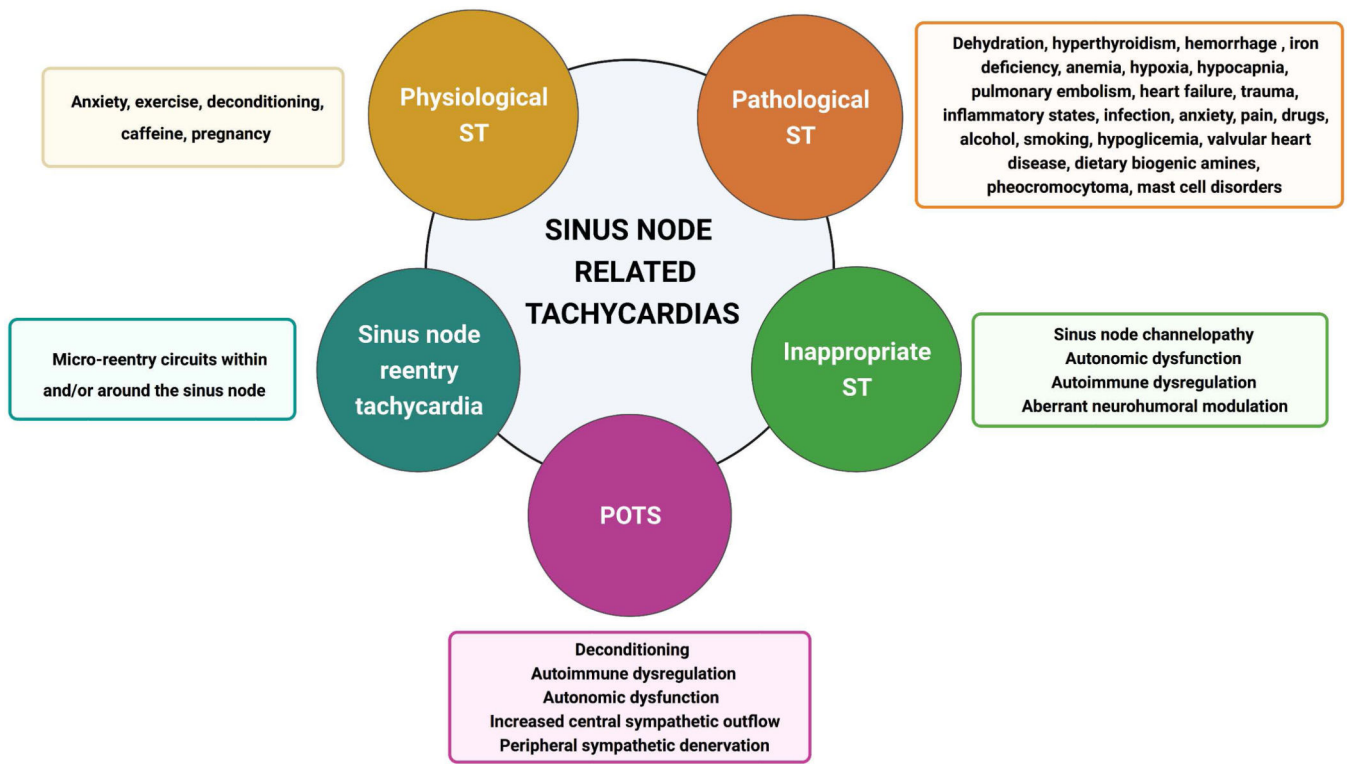 Physiological
ST
Anxiety, exercise, deconditioning,
caffeine, pregnancy
Pathological
ST
Dehydration, hyperthyroidism, hemorrhage , iron
deficiency, anemia, hypoxia, hypocapnia,
pulmonary embolism, heart failure, trauma,
inflammatory states, infection, anxiety, pain, drugs,
alcohol, smoking, hypoglicemia, valvular heart
disease, dietary biogenic amines,
pheocromocytoma, mast cell disorders
SINUS NODE
RELATED
TACHYCARDIAS
Sinus node
reentry
tachycardia
Micro-reentry circuits within
and/or around the sinus node
Inappropriate
ST
Sinus node channelopathy
Autonomic dysfunction
Autoimmune dysregulation
Aberrant neurohumoral modulation
POTS
Deconditioning
Autoimmune dysregulation
Autonomic dysfunction
Increased central sympathetic outflow
Peripheral sympathetic denervation